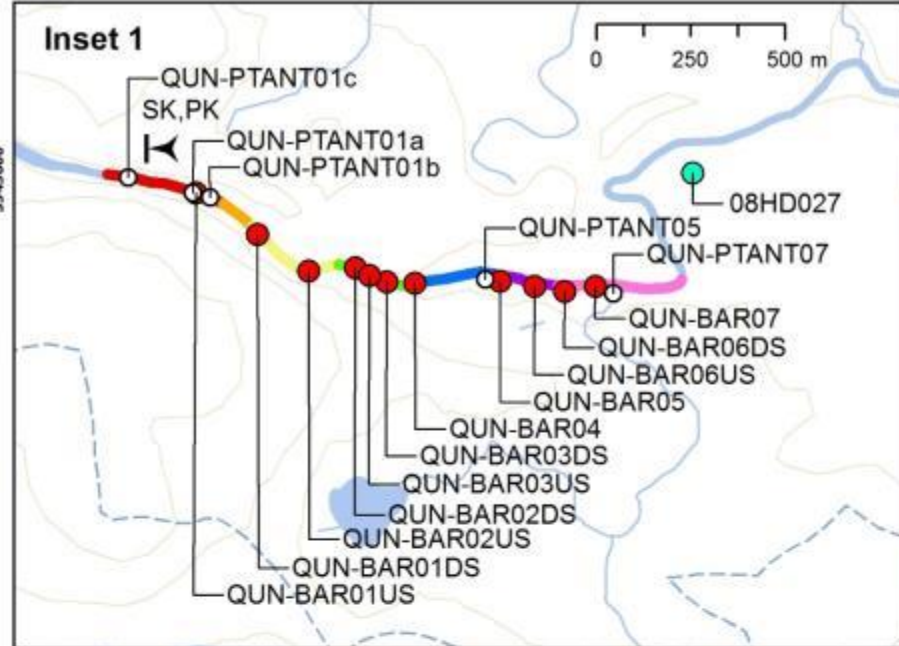 Inset 1
0 250 500 m
QUN-PTANT01c
SK,PK
QUN-PTANT01a
QUN-PTANT01b
08HD027
QUN-PTANT05
QUN-PTANT07
QUN-BAR07
QUN-BAR06DS
QUN-BAR06US
QUN-BAR05
QUN-BAR04
QUN-BAR03DS
QUN-BAR03US
QUN-BAR02DS
QUN-BAR02US
QUN-BAR01DS
QUN-BAR01US